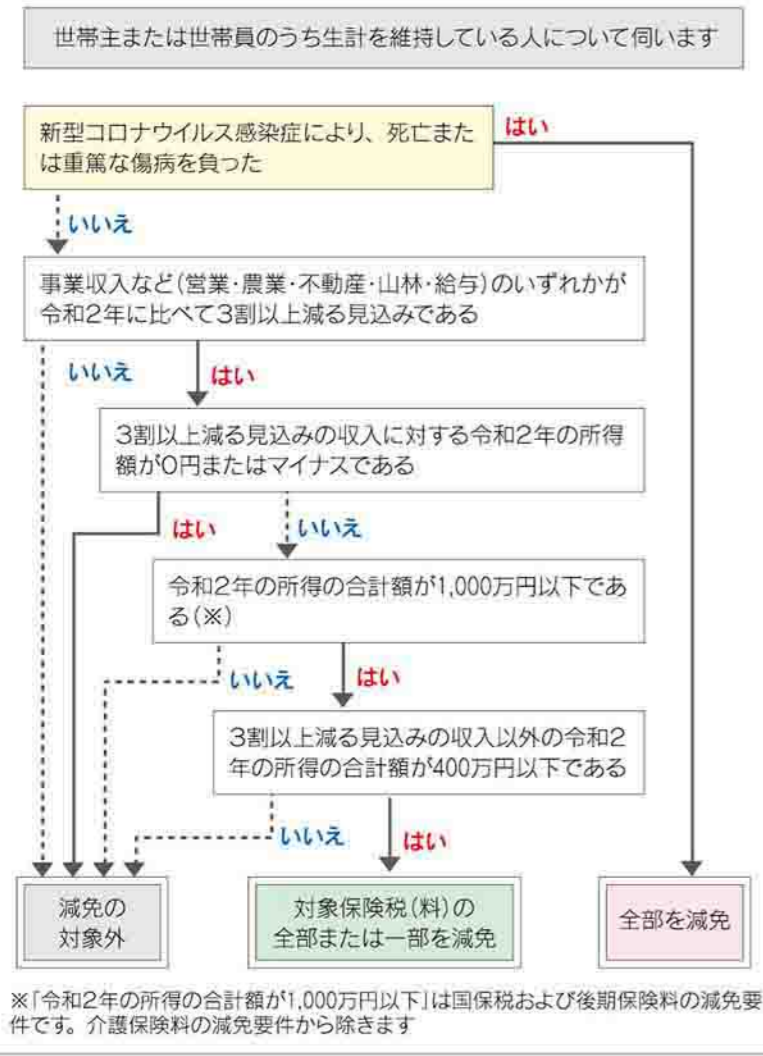 世帯主または世帯員のうち生計を維持している人について伺います
新型コロナウイルス感染症により、死亡また
は重篤な傷病を負った
はい
いいえ
事業収入など(営業・農業・不動産・山林・給与)のいずれかが
令和2年に比べて3割以上減る見込みである
いいえ
はい
3割以上減る見込みの収入に対する令和2年の所得
額が0円またはマイナスである
はい
いいえ
令和2年の所得の合計額が1,000万円以下であ
る(※)
いいえ
はい
3割以上減る見込みの収入以外の令和2
年の所得の合計額が400万円以下である
いいえ
はい
減免の
対象外
対象保険税(料)の
全部または一部を減免
全部を減免
※「令和2年の所得の合計額が1,000万円以下」は国保税および後期保険料の減免要
件です。介護保険料の減免要件から除きます